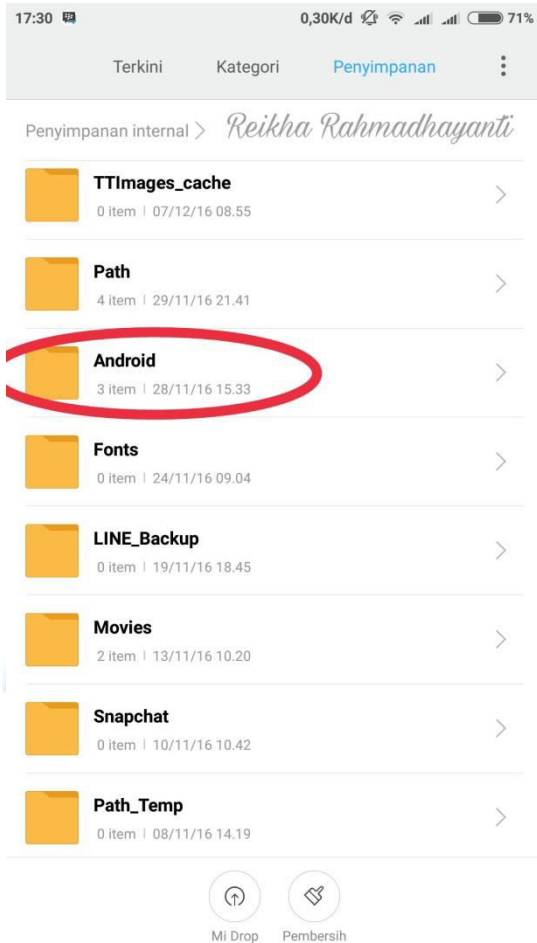 17:30 0,30K/d 71%
Terkini Kategori Penyimpanan
Penyimpanan internal > Reikha Rahmadhayanti
TTImages_cache
0 item | 07/12/16 08.55
Path
4 item | 29/11/16 21.41
Android
3 item | 28/11/16 15.33
Fonts
0 item | 24/11/16 09.04
LINE_Backup
0 item | 19/11/16 18.45
Movies
2 item | 13/11/16 10.20
Snapchat
0 item | 10/11/16 10.42
Path_Temp
0 item | 08/11/16 14.19
Mi Drop Pembersih